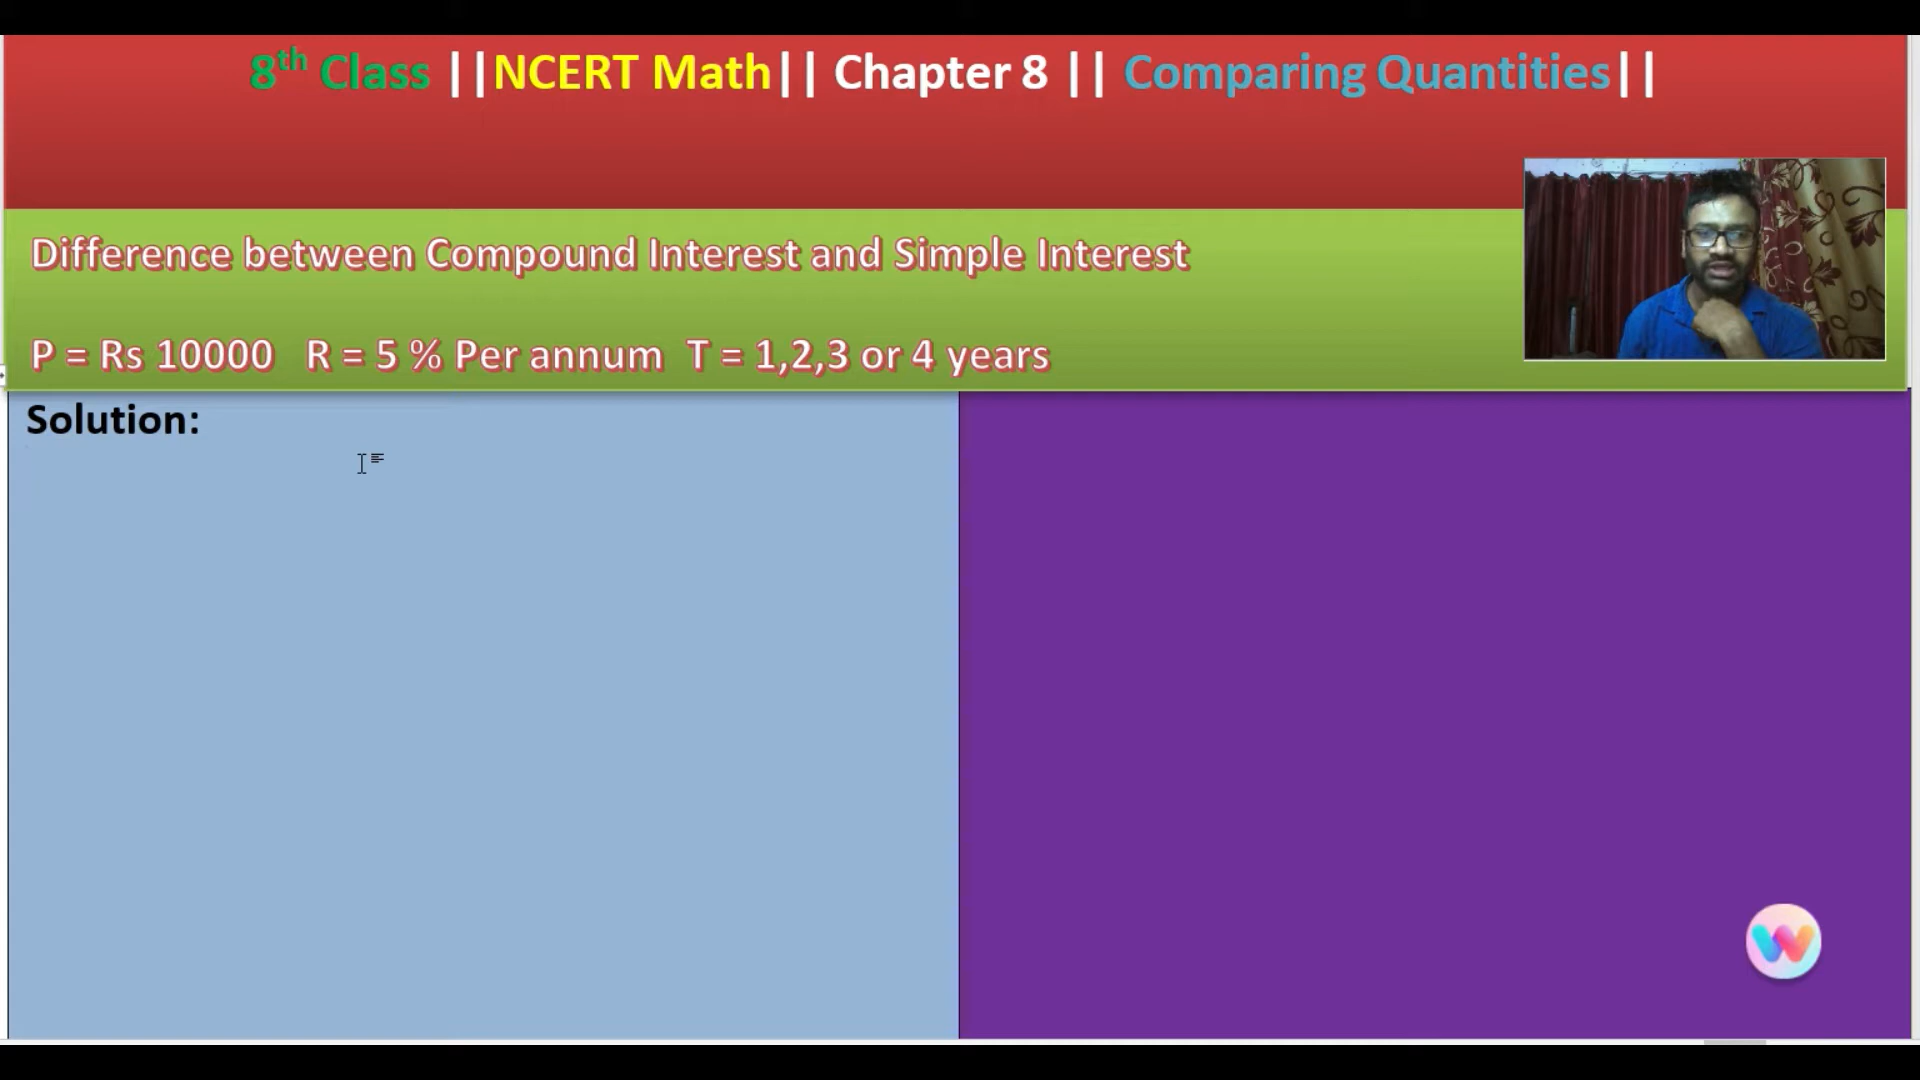 8th Class ||NCERT Math|| Chapter 8 || Comparing Quantities||
Difference between Compound Interest and Simple Interest
P = Rs 10000 R = 5 % Per annum T = 1,2,3 or 4 years
Solution: